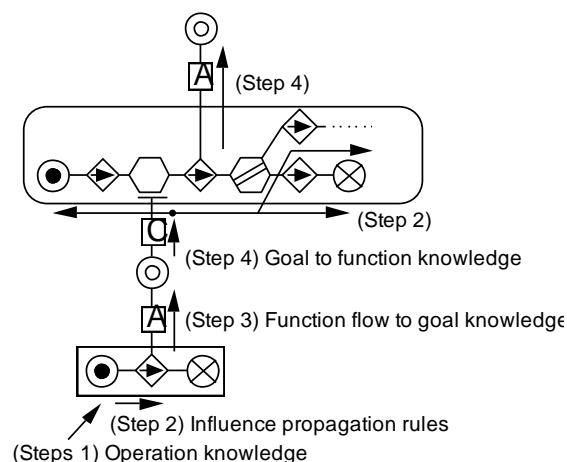 A
(Step 4)
(Step 2)
C
(Step 4) Goal to function knowledge
A
(Step 3) Function flow to goal knowledge
(Step 2) Influence propagation rules
(Steps 1) Operation knowledge